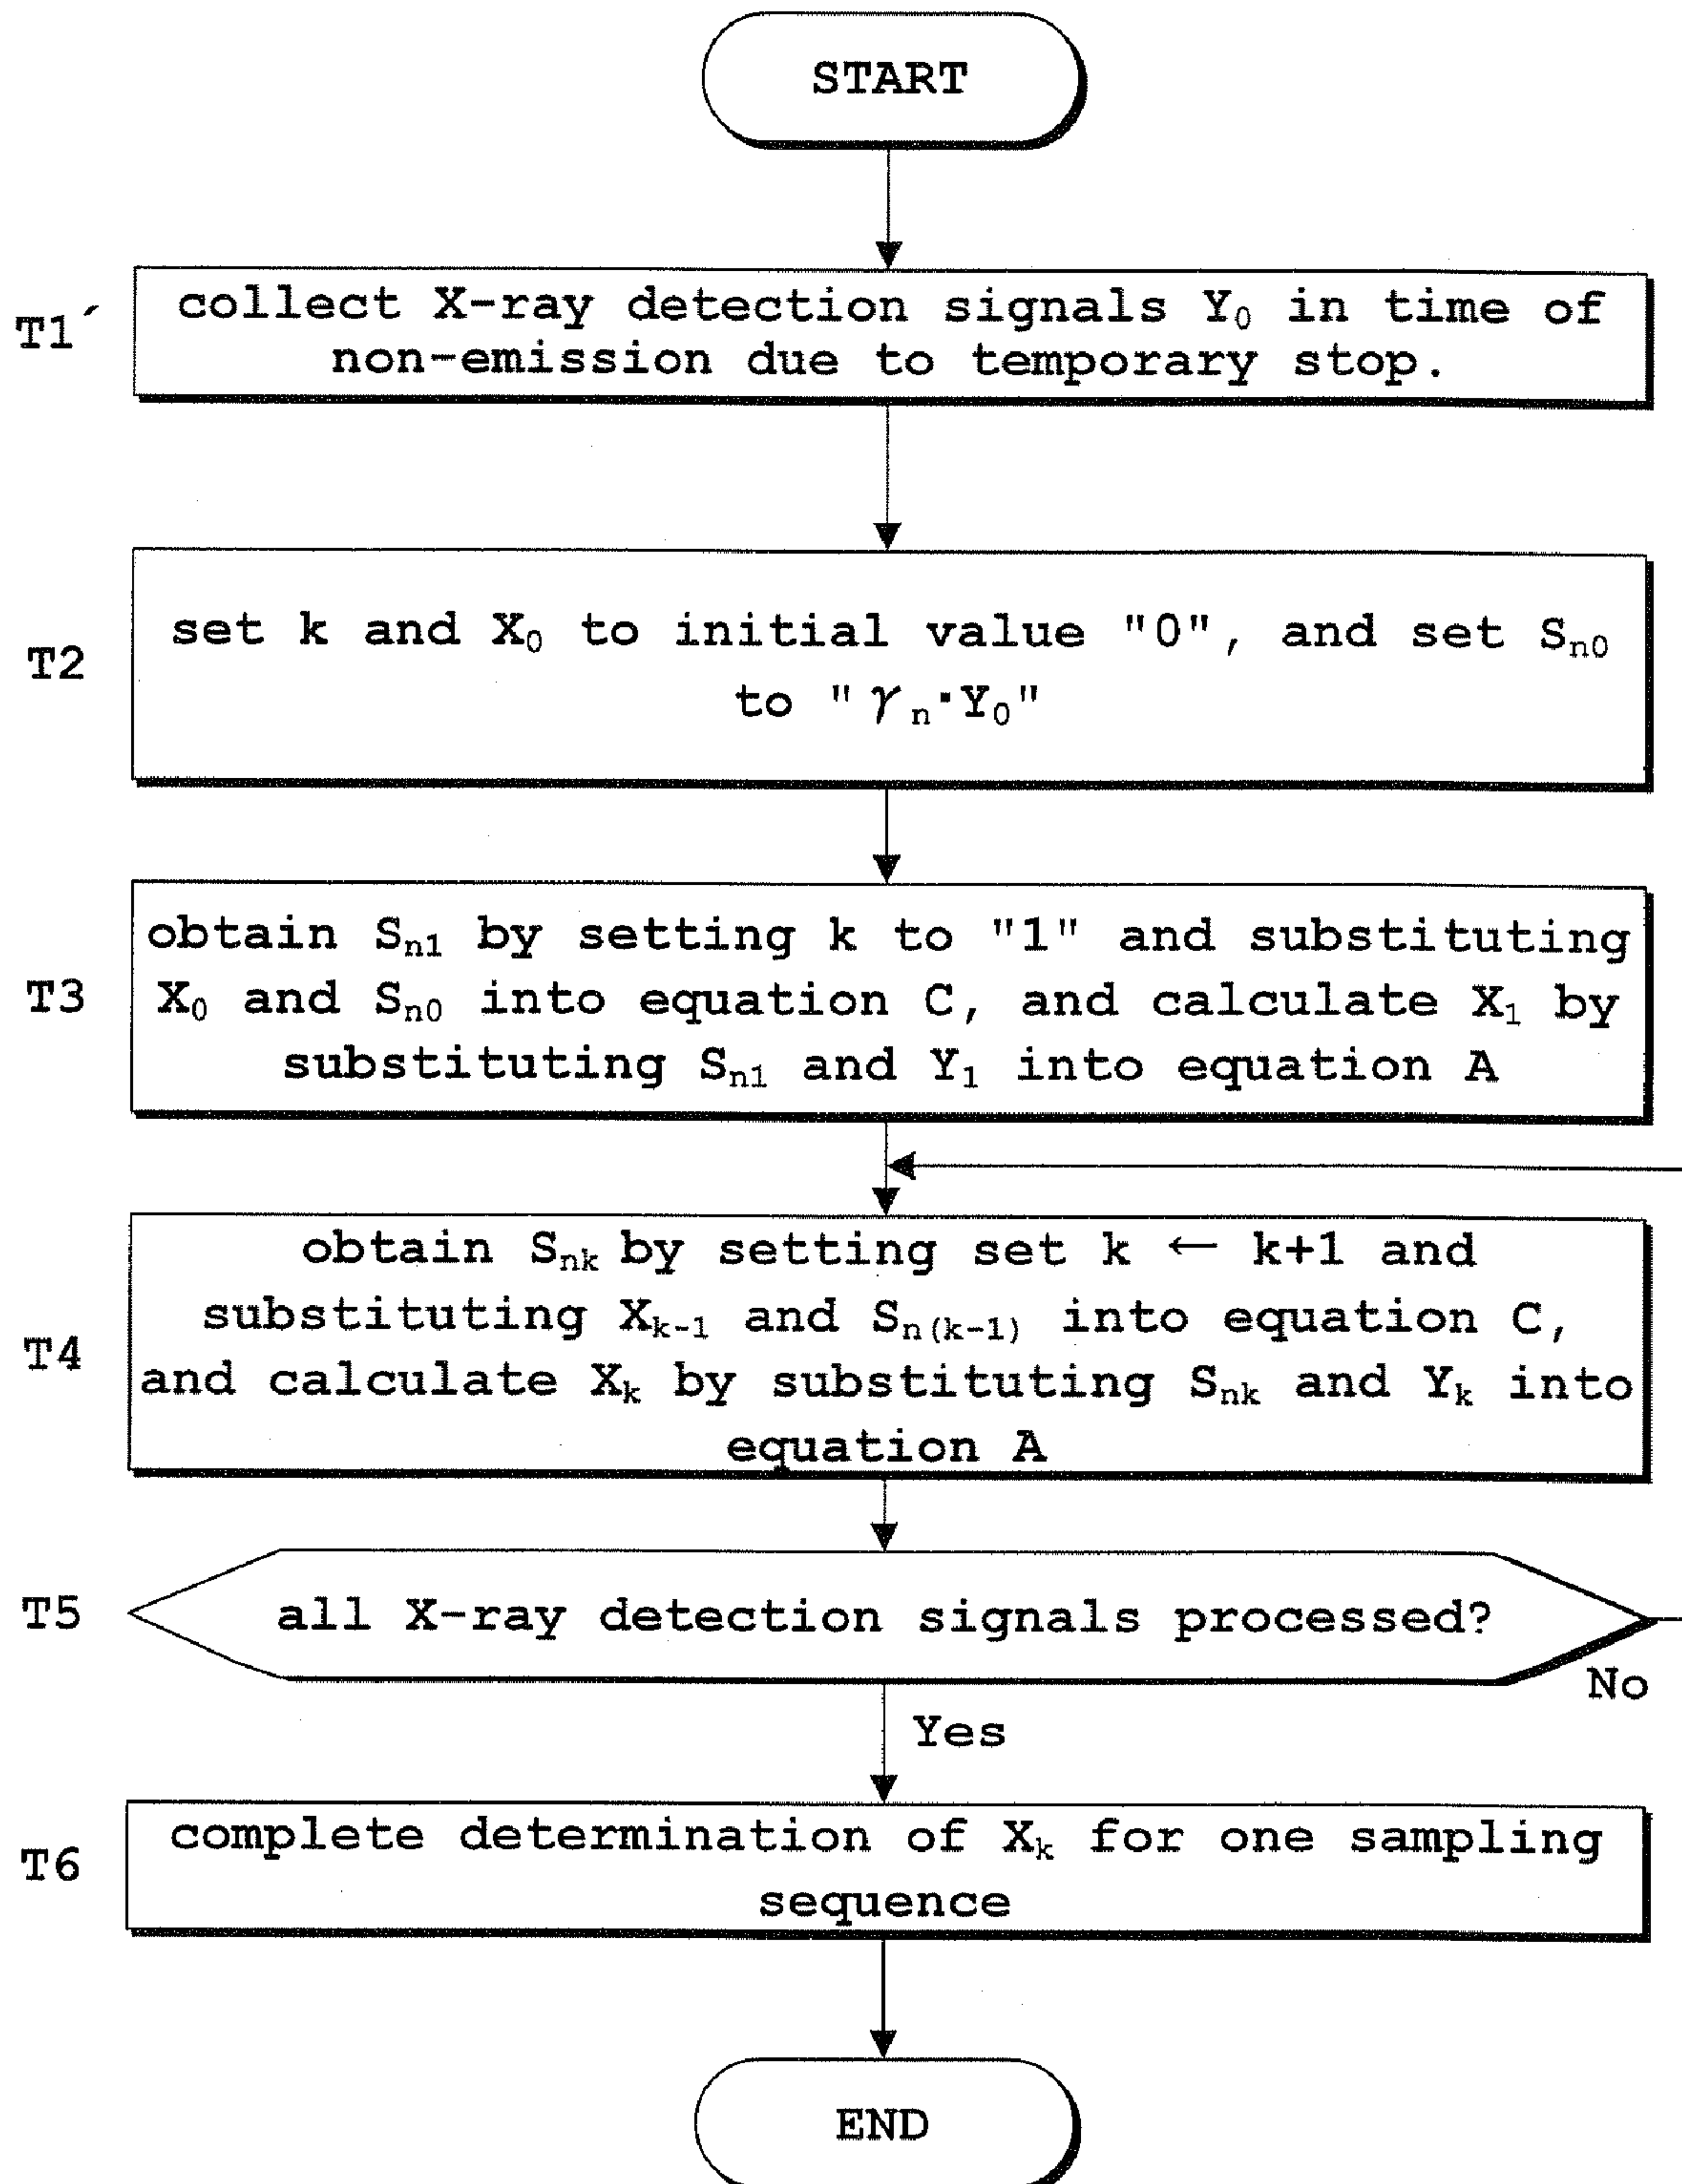 START
T1´
collect X-ray detection signals Y₀ in time of
non-emission due to temporary stop.
T2
set k and X₀ to initial value "0", and set Sₙ₀
to "γₙ·Y₀"
T3
obtain Sₙ₁ by setting k to "1" and substituting
X₀ and Sₙ₀ into equation C, and calculate X₁ by
substituting Sₙ₁ and Y₁ into equation A
T4
obtain Sₙₖ by setting set k ← k+1 and
substituting Xₖ₋₁ and Sₙ₍ₖ₋₁₎ into equation C,
and calculate Xₖ by substituting Sₙₖ and Yₖ into
equation A
T5
all X-ray detection signals processed?
No
Yes
T6
complete determination of Xₖ for one sampling
sequence
END